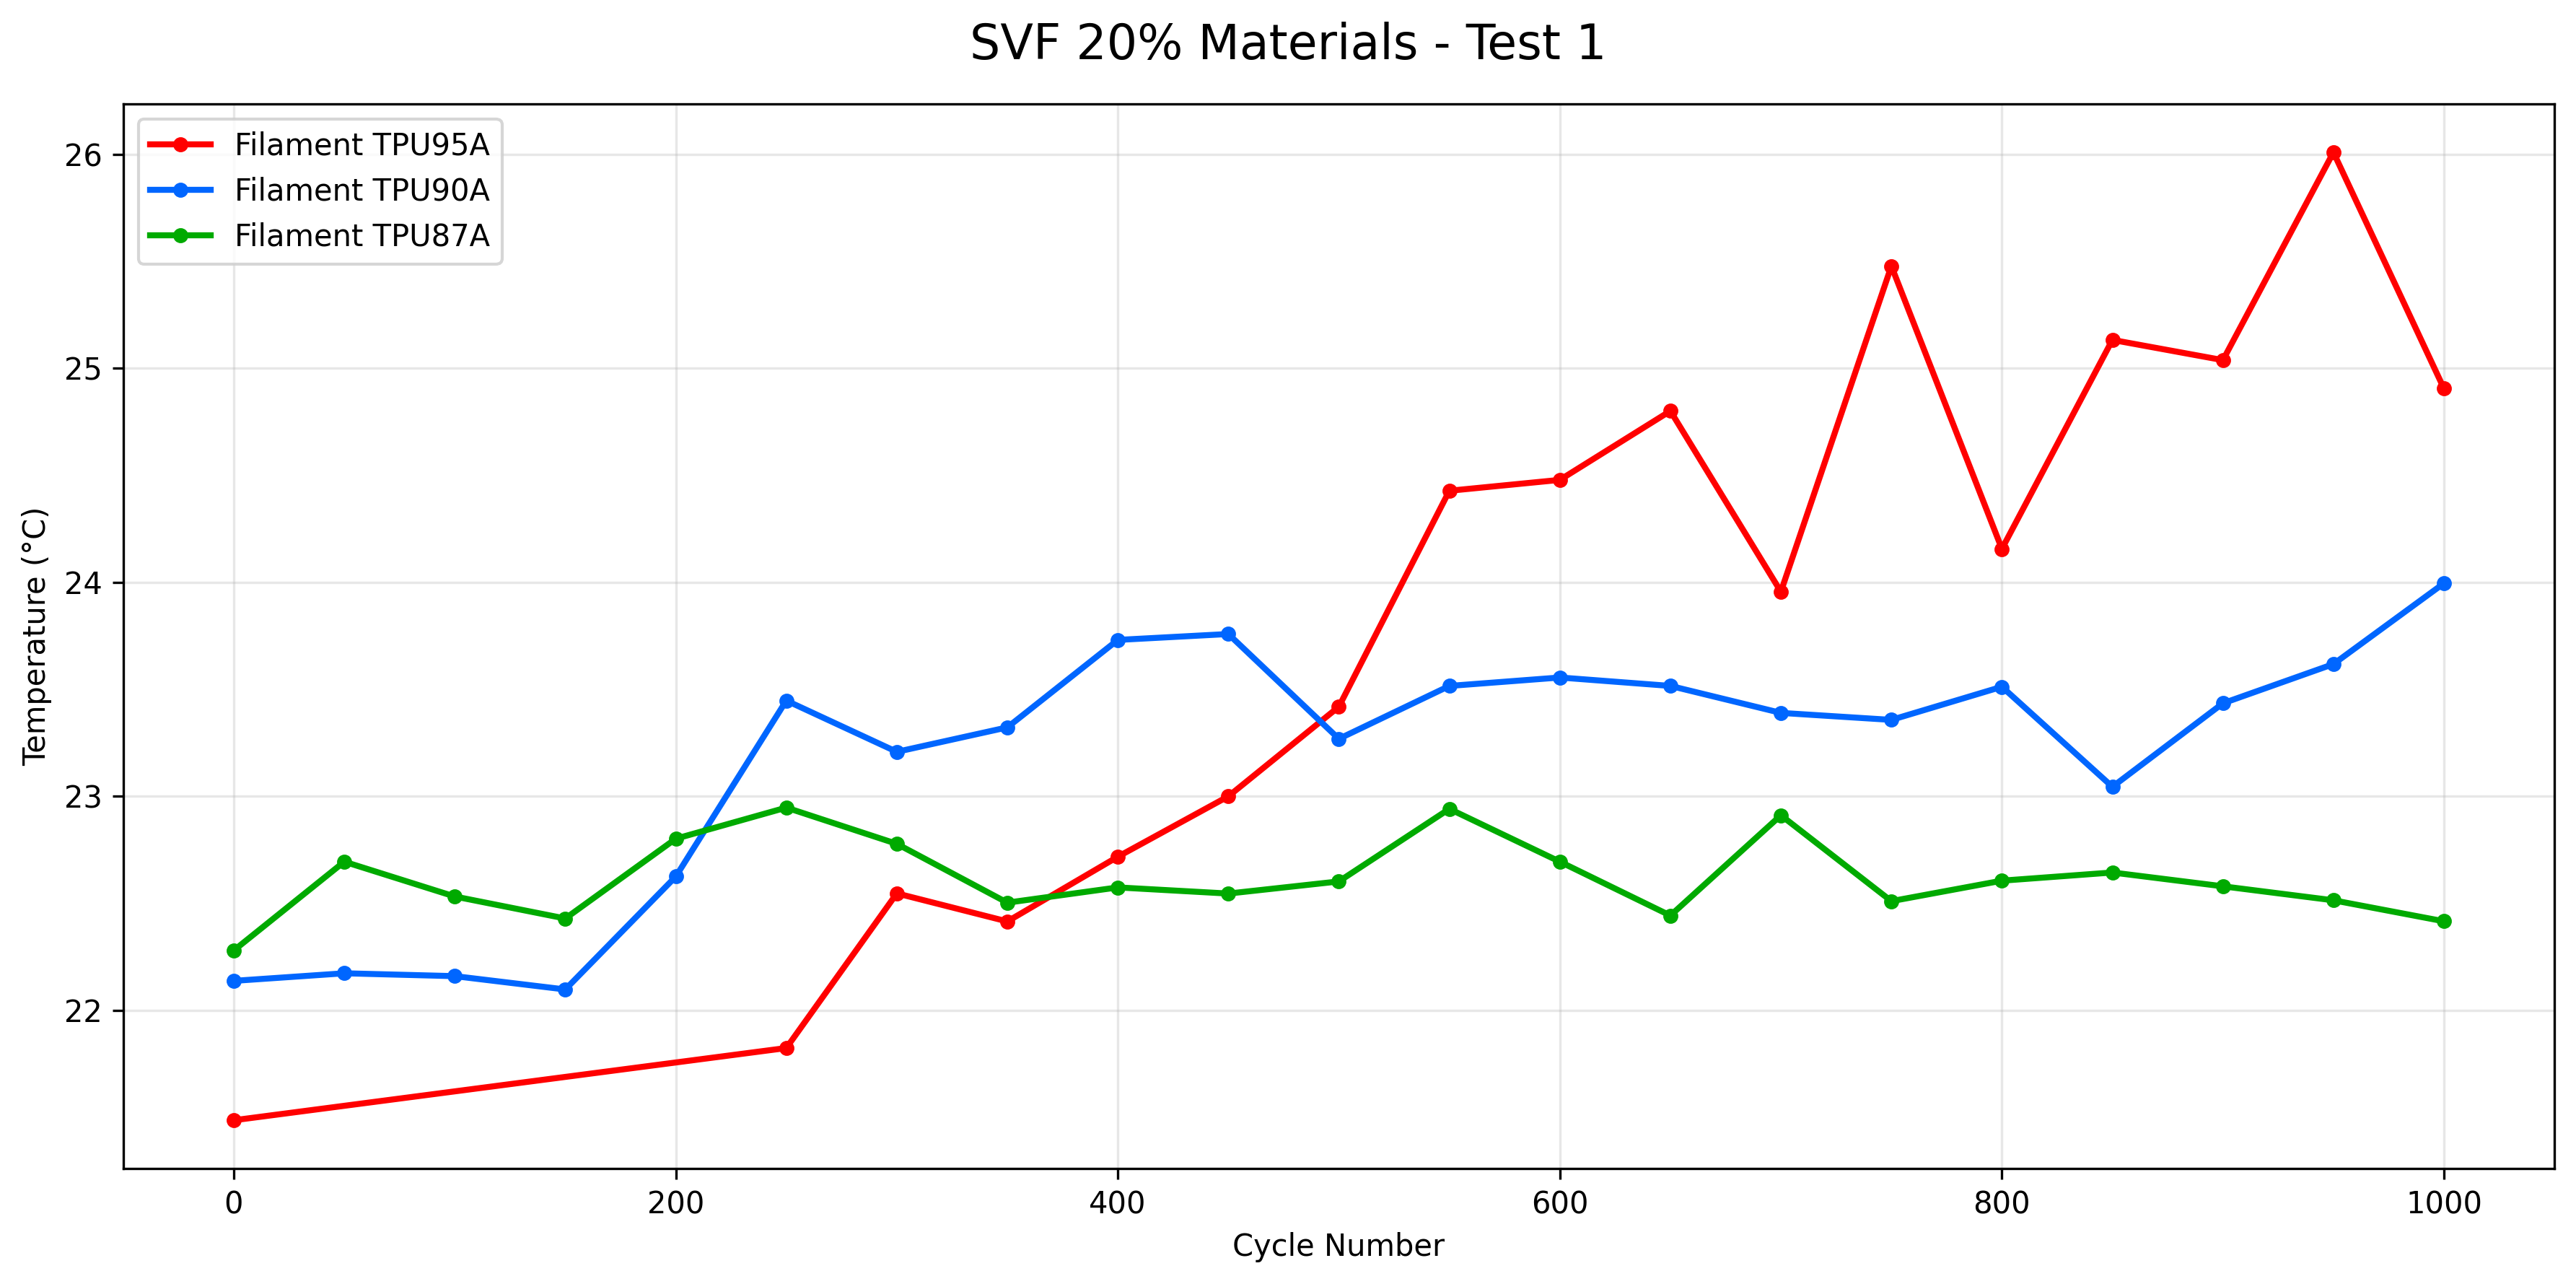 SVF 20% Materials - Test 1
Filament TPU95A
Filament TPU90A
Filament TPU87A
26
25
24
23
22
Temperature (°C)
0 200 400 600 800 1000
Cycle Number